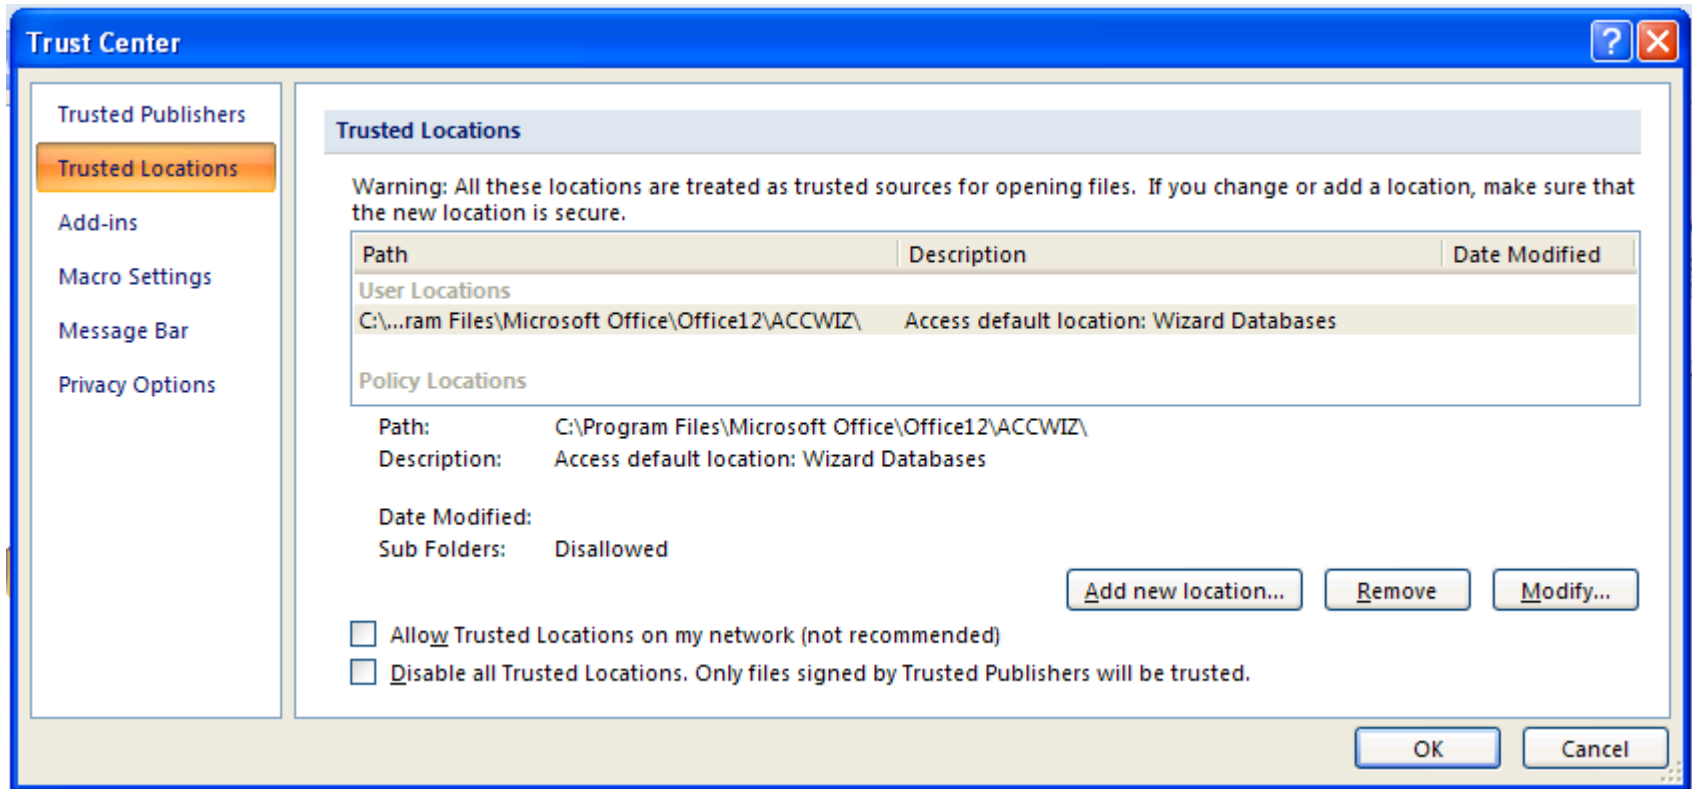 Trust Center
Trusted Publishers
Trusted Locations
Add-ins
Macro Settings
Message Bar
Privacy Options
Trusted Locations
Warning: All these locations are treated as trusted sources for opening files. If you change or add a location, make sure that
the new location is secure.
Path Description Date Modified
User Locations
C:\...ram Files\Microsoft Office\Office12\ACCWIZ\ Access default location: Wizard Databases
Policy Locations
Path: C:\Program Files\Microsoft Office\Office12\ACCWIZ\
Description: Access default location: Wizard Databases
Date Modified:
Sub Folders: Disallowed
Add new location... Remove Modify...
Allow Trusted Locations on my network (not recommended)
Disable all Trusted Locations. Only files signed by Trusted Publishers will be trusted.
OK Cancel